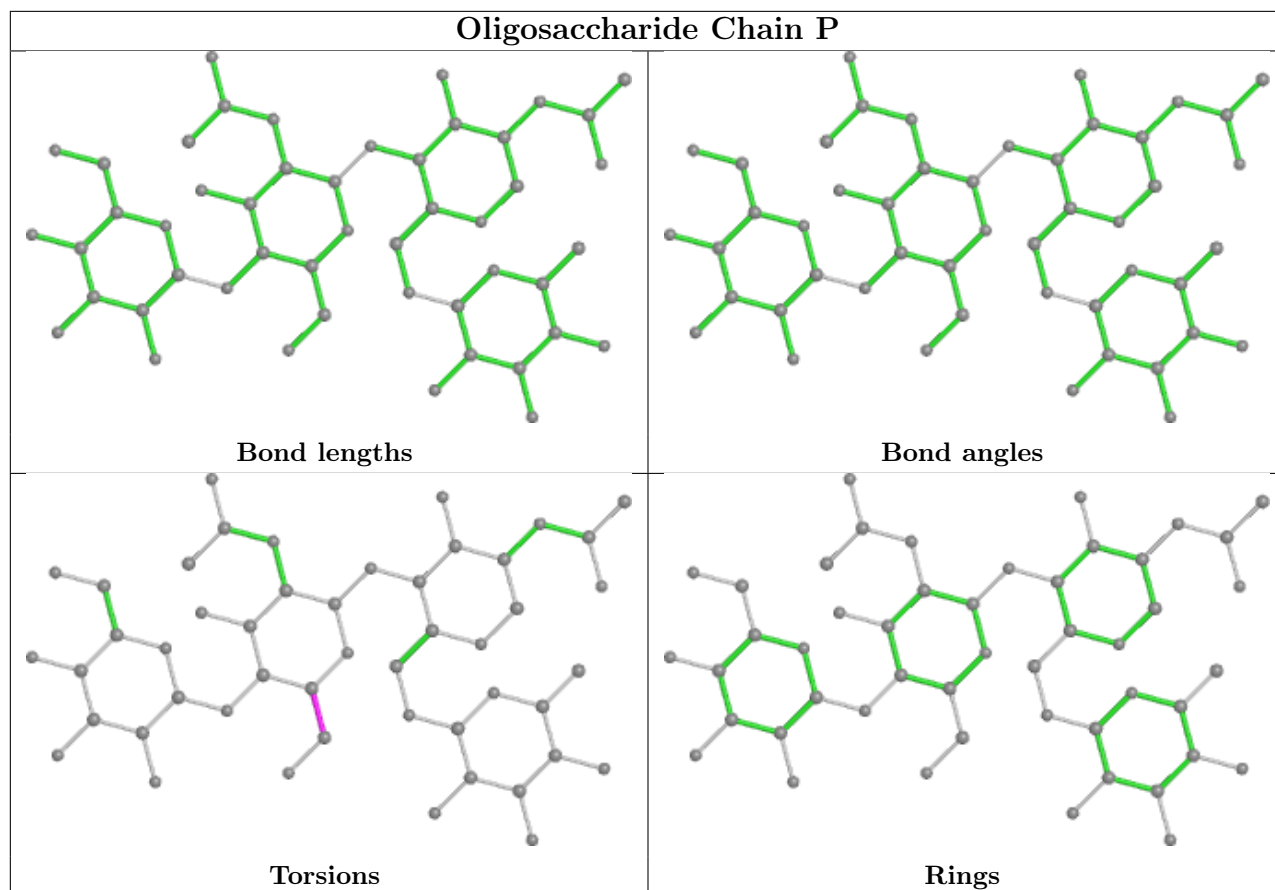 Oligosaccharide Chain P
Bond lengths
Bond angles
Torsions
Rings